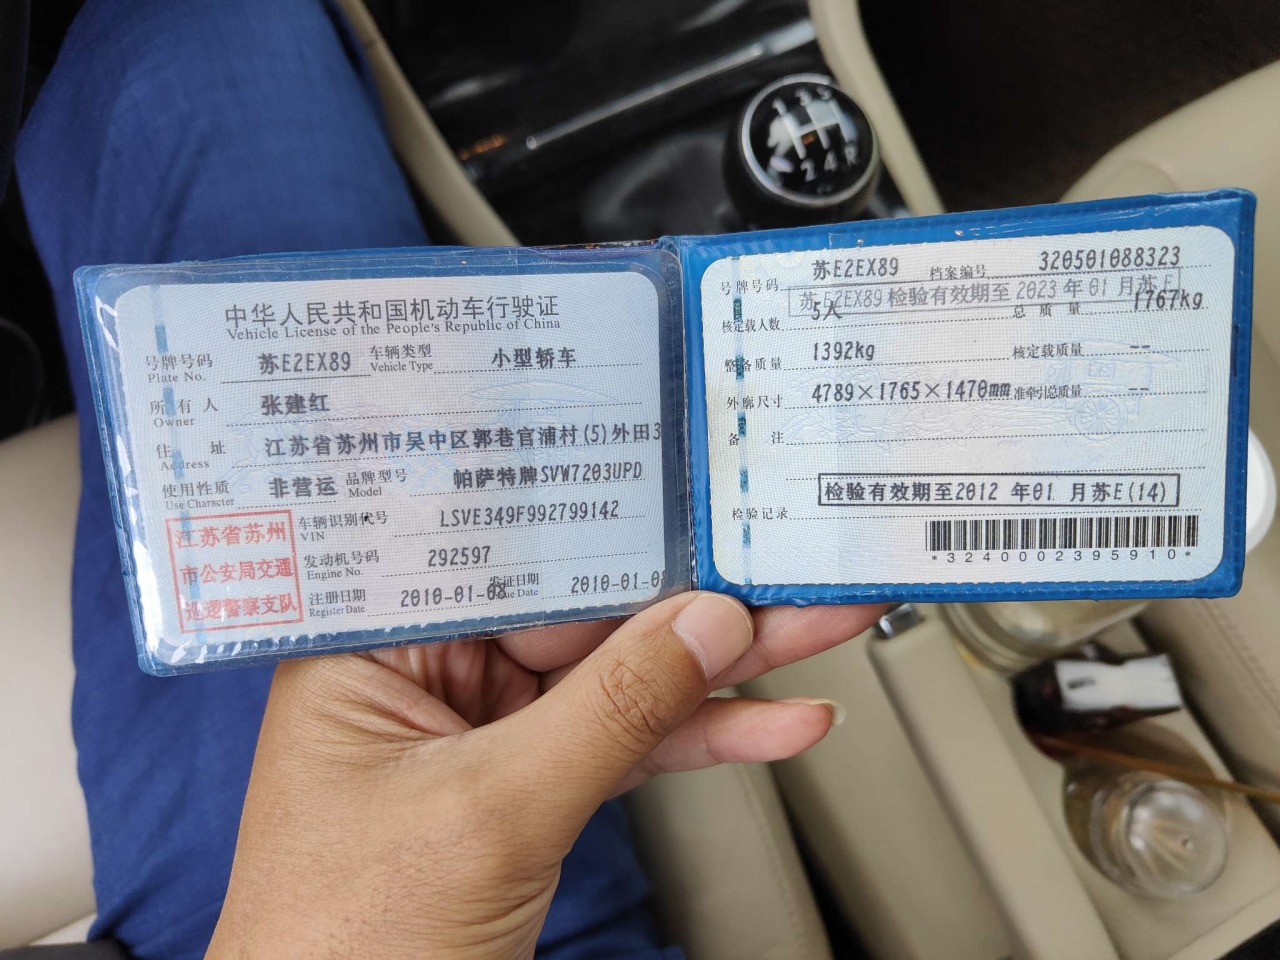 1 3 5
2 4 R
中华人民共和国机动车行驶证
Vehicle License of the People's Republic of China
号牌号码 苏E2EX89 车辆类型 小型轿车
Plate No. Vehicle Type
所有人 张建红
Owner
住址 江苏省苏州市吴中区郭巷官浦村(5)外田3
Address
使用性质 非营运 品牌型号 帕萨特牌SVW7203UPD
Use Character Model
江苏省苏州
市公安局交通
巡逻警察支队
车辆识别代号 LSVE349F992799142
VIN
发动机号码 292597
Engine No.
注册日期 2010-01-08 发证日期 2010-01-08
Register Date Issue Date
号牌号码 苏E2EX89 档案编号 320501088323
苏E2EX89 检验有效期至 2023 年 01 月苏E
核定载人数 5人 总质量 1767kg
整备质量 1392kg 核定载质量 --
外廓尺寸 4789×1765×1470mm 准牵引总质量 --
备注
检验有效期至2012 年01 月苏E(14)
检验记录
*3240002395910*